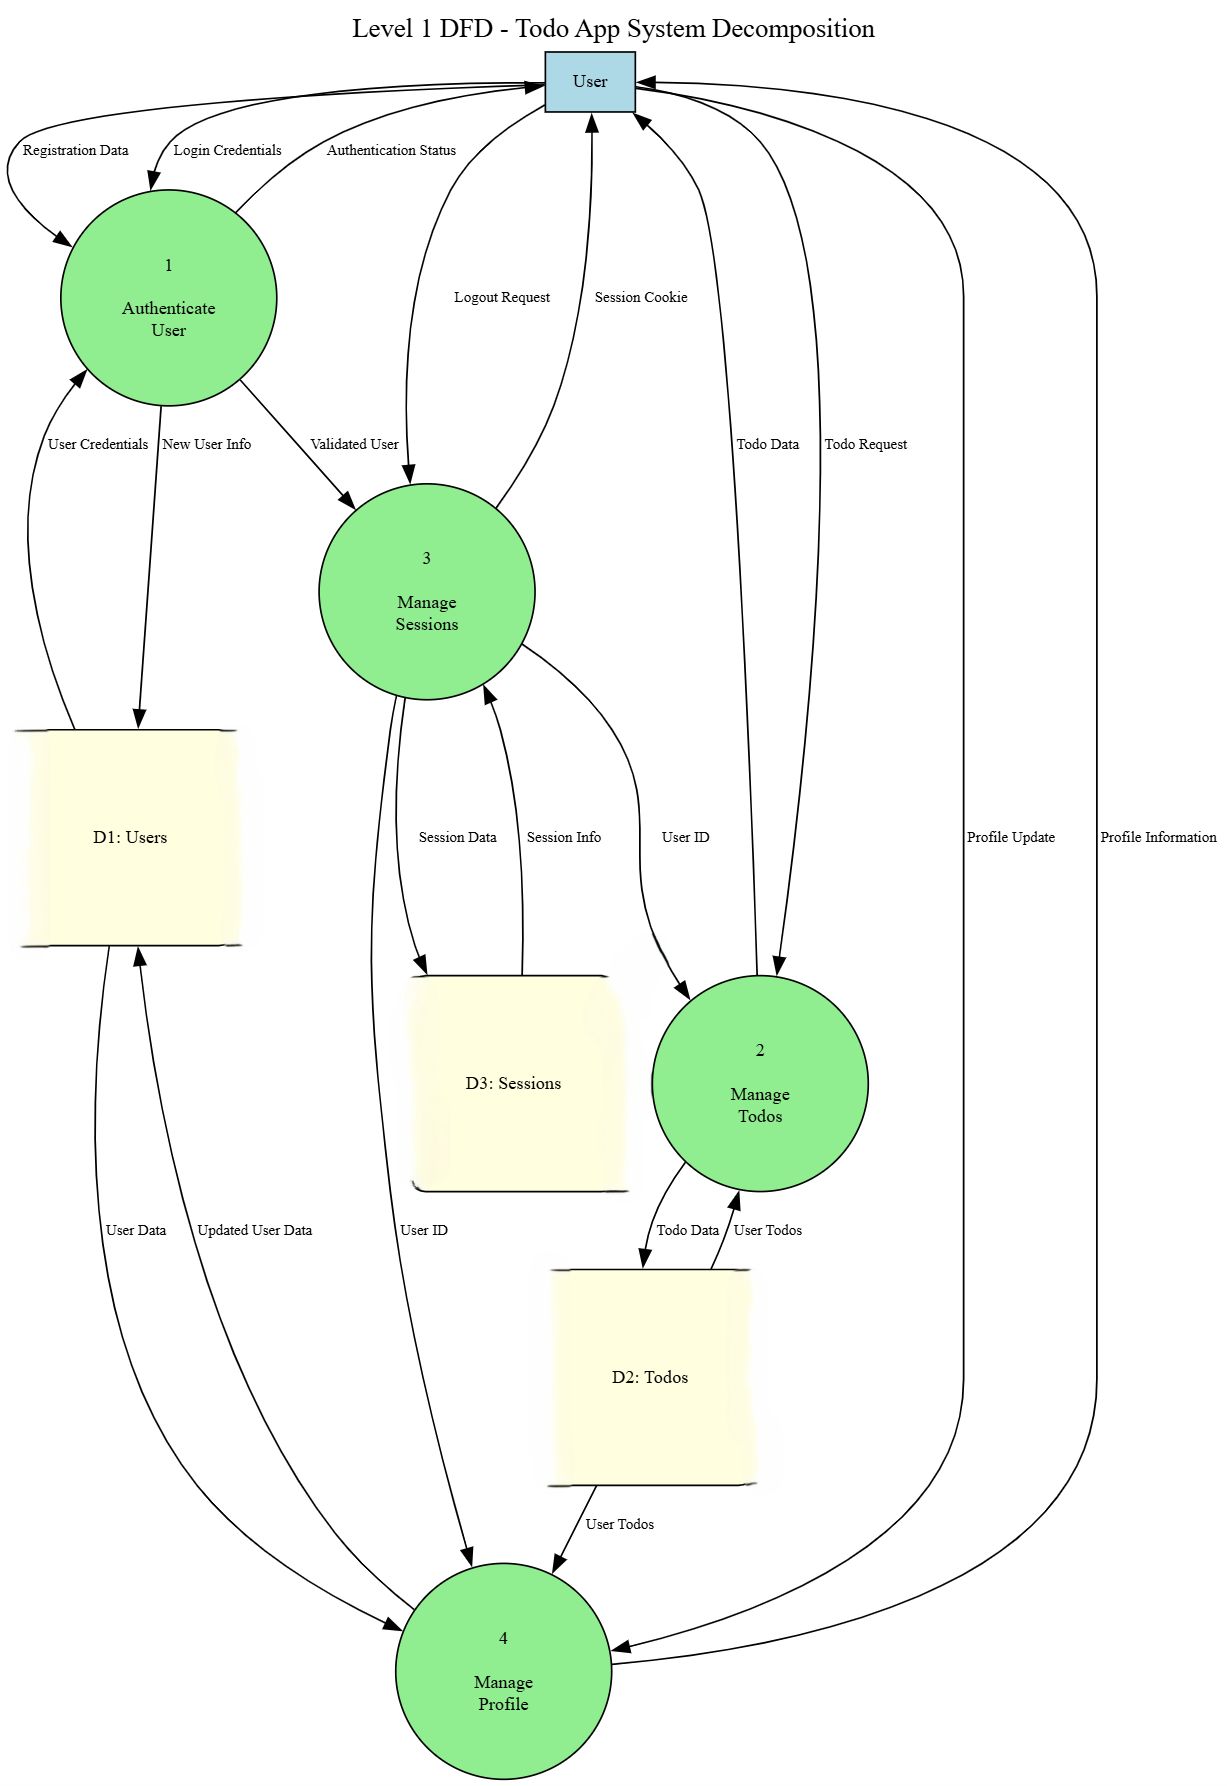 Level 1 DFD - Todo App System Decomposition
User
Registration Data
Login Credentials
Authentication Status
1
Authenticate
User
Logout Request
Session Cookie
User Credentials
New User Info
Validated User
Todo Data
Todo Request
3
Manage
Sessions
D1: Users
Session Data
Session Info
User ID
Profile Update
Profile Information
D3: Sessions
2
Manage
Todos
User Data
Updated User Data
User ID
Todo Data
User Todos
D2: Todos
User Todos
4
Manage
Profile